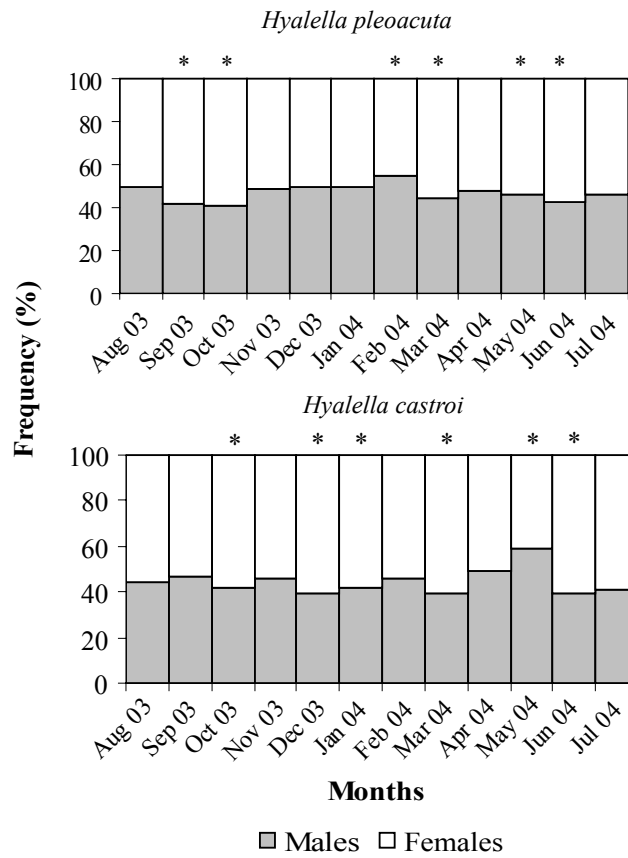 Hyalella pleoacuta
* * * * * *
100
80
60
40
20
0
Aug 03 Sep 03 Oct 03 Nov 03 Dec 03 Jan 04 Feb 04 Mar 04 Apr 04 May 04 Jun 04 Jul 04
Frequency (%)
Hyalella castroi
* * * * * *
100
80
60
40
20
0
Aug 03 Sep 03 Oct 03 Nov 03 Dec 03 Jan 04 Feb 04 Mar 04 Apr 04 May 04 Jun 04 Jul 04
Months
Males Females